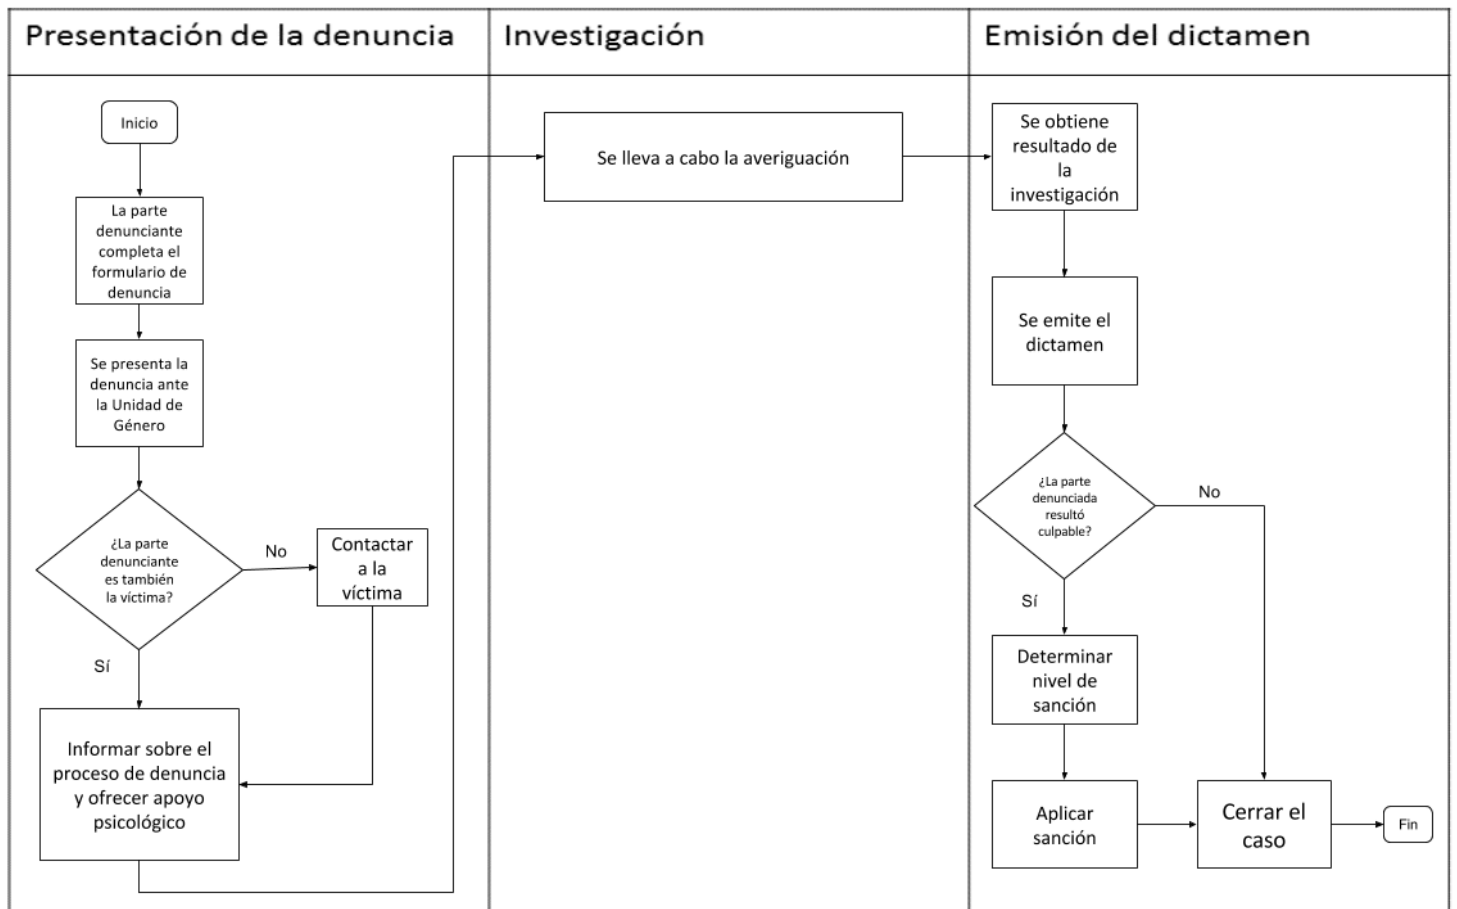 Presentación de la denuncia
Investigación
Emisión del dictamen
Inicio
La parte
denunciante
completa el
formulario de
denuncia
Se presenta la
denuncia ante
la Unidad de
Género
¿La parte
denunciante
es también
la víctima?
No
Contactar
a la
víctima
Sí
Informar sobre el
proceso de denuncia
y ofrecer apoyo
psicológico
Se lleva a cabo la averiguación
Se obtiene
resultado de
la
investigación
Se emite el
dictamen
¿La parte
denunciada
resultó
culpable?
No
Sí
Determinar
nivel de
sanción
Aplicar
sanción
Cerrar el
caso
Fin